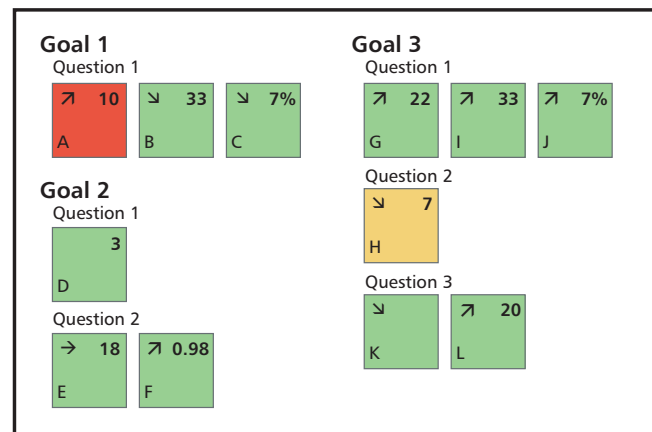 Goal 1
Question 1
↗ 10
A
↘ 33
B
↘ 7%
C
Goal 2
Question 1
3
D
Question 2
→ 18
E
↗ 0.98
F
Goal 3
Question 1
↗ 22
G
↗ 33
I
↗ 7%
J
Question 2
↘ 7
H
Question 3
↘
K
↗ 20
L